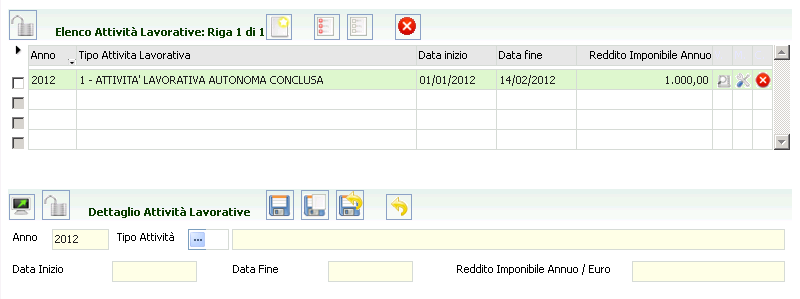 Elenco Attività Lavorative: Riga 1 di 1
Anno Tipo Attivita Lavorativa Data inizio Data fine Reddito Imponibile Annuo
2012 1 - ATTIVITA' LAVORATIVA AUTONOMA CONCLUSA 01/01/2012 14/02/2012 1.000,00
Dettaglio Attività Lavorative
Anno 2012 Tipo Attività ...
Data Inizio Data Fine Reddito Imponibile Annuo / Euro